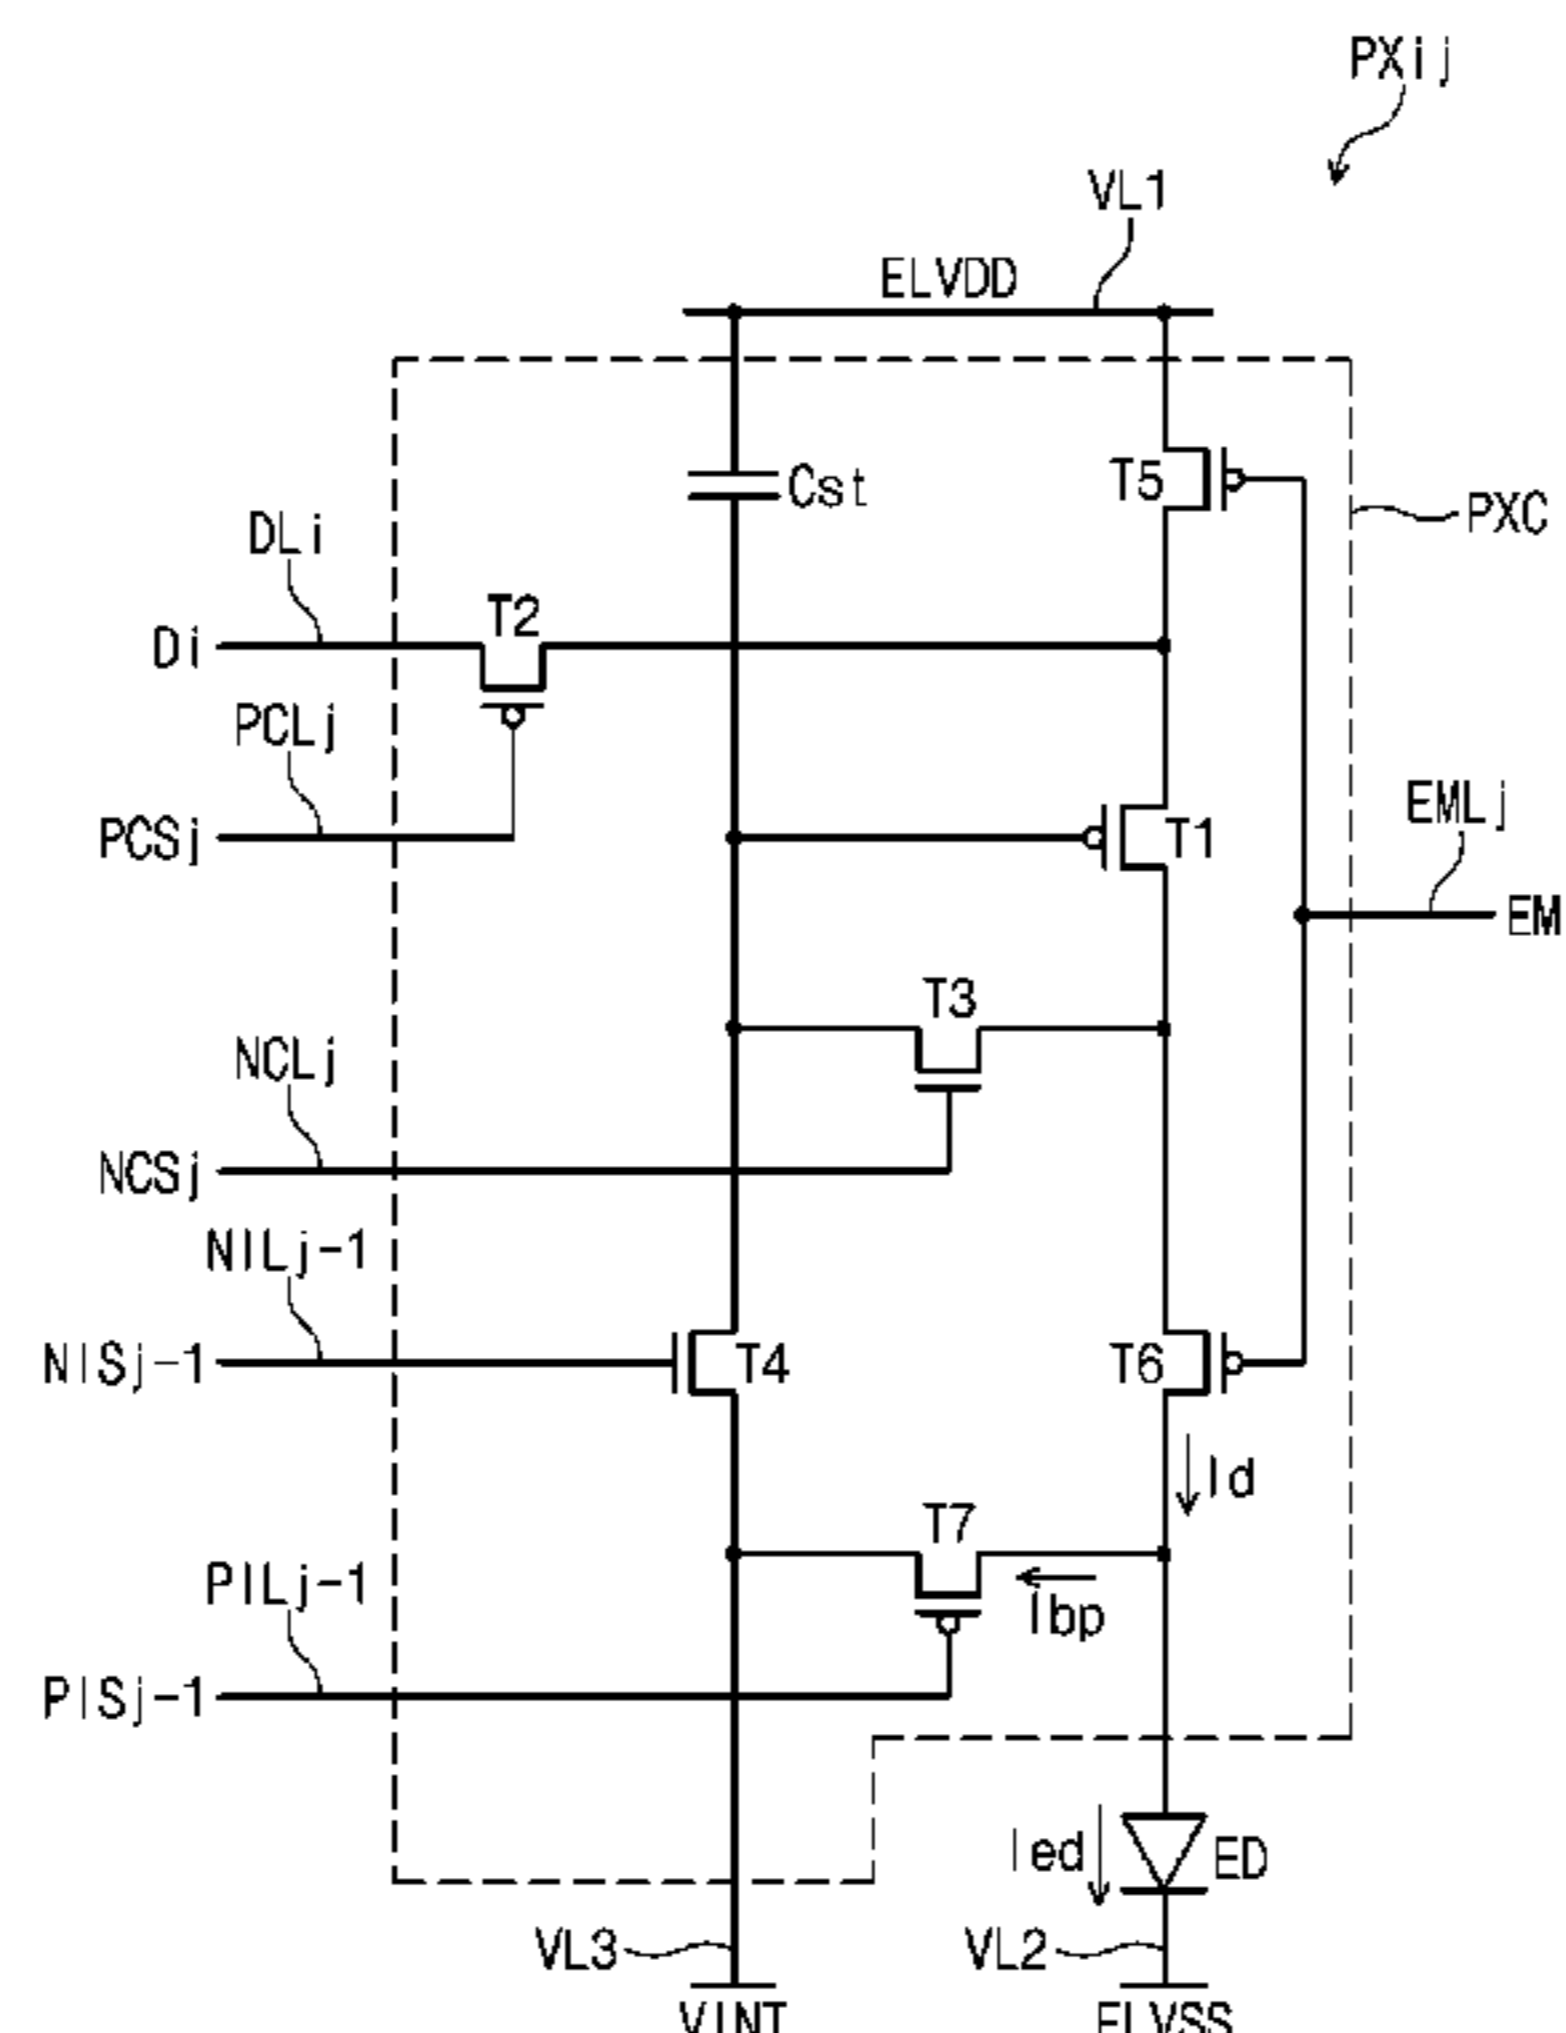 PXij
VL1
ELVDD
Cst
T5
PXC
DLi
T2
Di
PCLj
PCSj
T1
EMLj
EM
T3
NCLj
NCSj
NILj-1
NISj-1
T4
T6
Id
T7
PILj-1
Ibp
PISj-1
Ied
ED
VL3
VL2
VINT
ELVSS